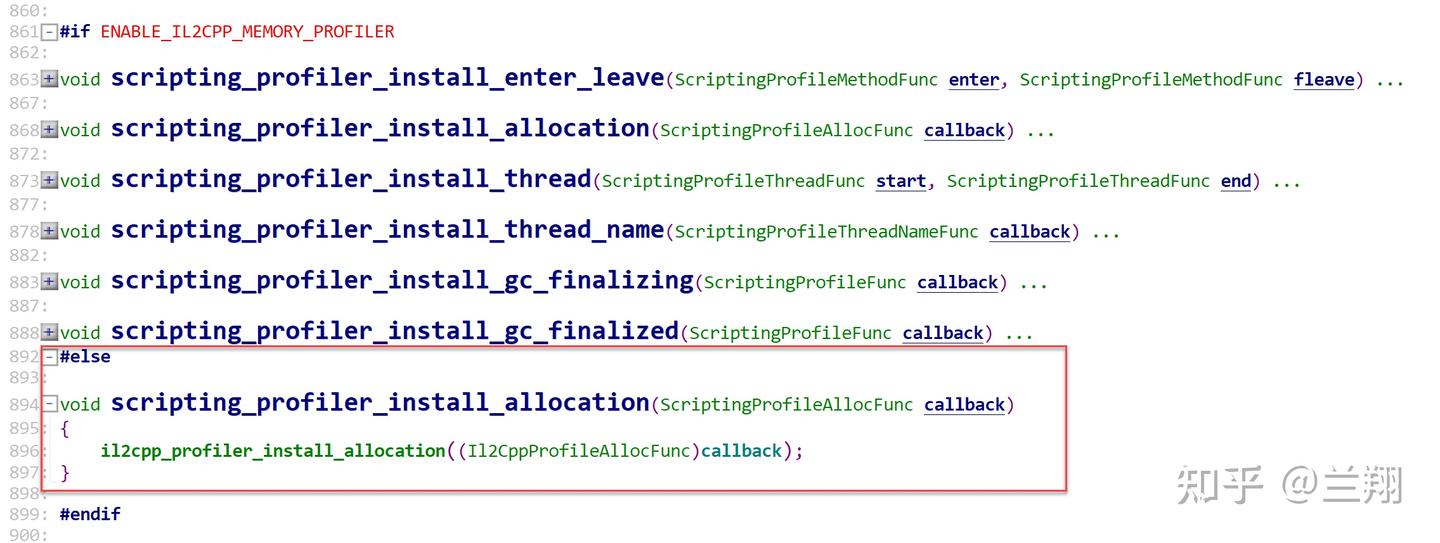 860:
861 #if ENABLE_IL2CPP_MEMORY_PROFILER
862:
863 void scripting_profiler_install_enter_leave(ScriptingProfileMethodFunc enter, ScriptingProfileMethodFunc fleave) ...
867:
868 void scripting_profiler_install_allocation(ScriptingProfileAllocFunc callback) ...
872:
873 void scripting_profiler_install_thread(ScriptingProfileThreadFunc start, ScriptingProfileThreadFunc end) ...
877:
878 void scripting_profiler_install_thread_name(ScriptingProfileThreadNameFunc callback) ...
882:
883 void scripting_profiler_install_gc_finalizing(ScriptingProfileFunc callback) ...
887:
888 void scripting_profiler_install_gc_finalized(ScriptingProfileFunc callback) ...
892 #else
893:
894 void scripting_profiler_install_allocation(ScriptingProfileAllocFunc callback)
895: {
896: il2cpp_profiler_install_allocation((Il2CppProfileAllocFunc)callback);
897: }
898:
899: #endif
900:
知乎 @兰翔